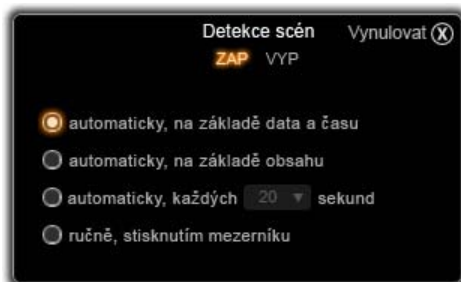 Detekce scén Vynulovat X
ZAP VYP
automaticky, na základě data a času
automaticky, na základě obsahu
automaticky, každých 20 sekund
ručně, stisknutím mezerníku